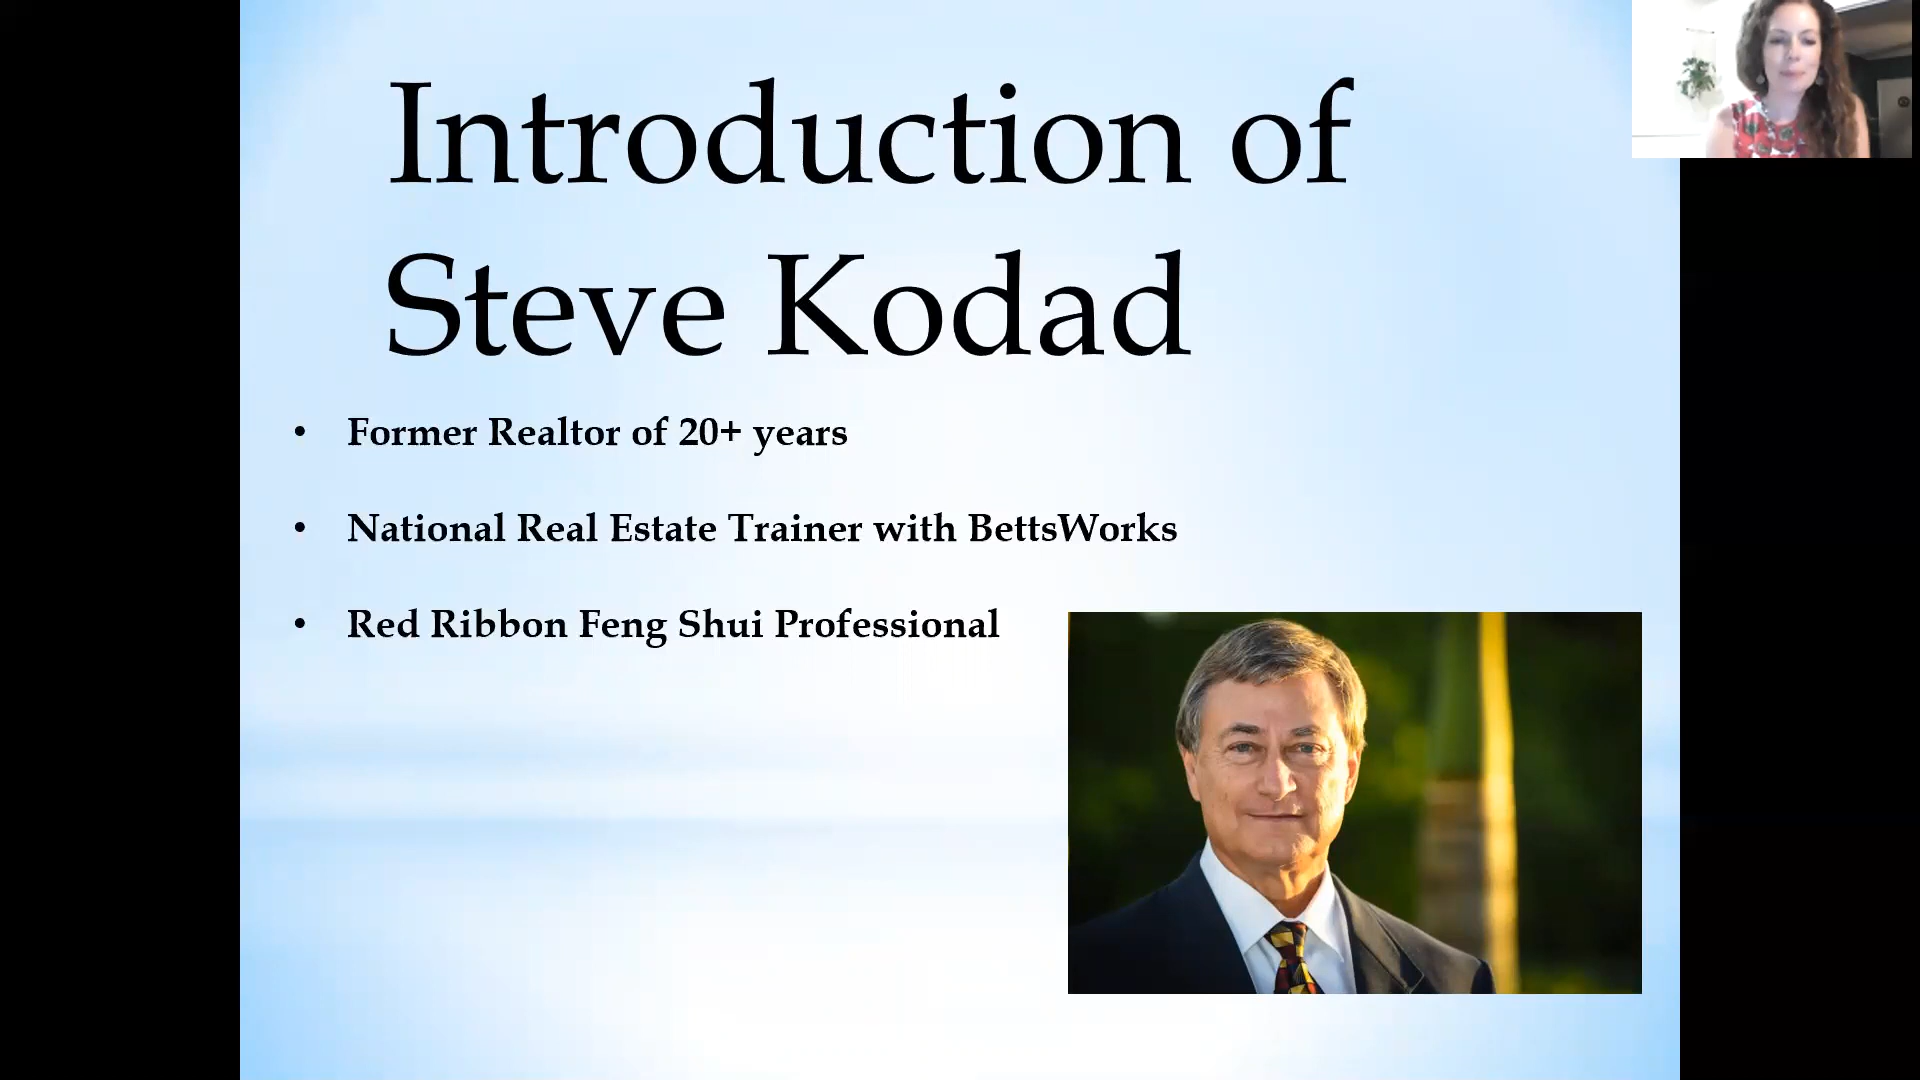 Introduction of
Steve Kodad
• Former Realtor of 20+ years
• National Real Estate Trainer with BettsWorks
• Red Ribbon Feng Shui Professional